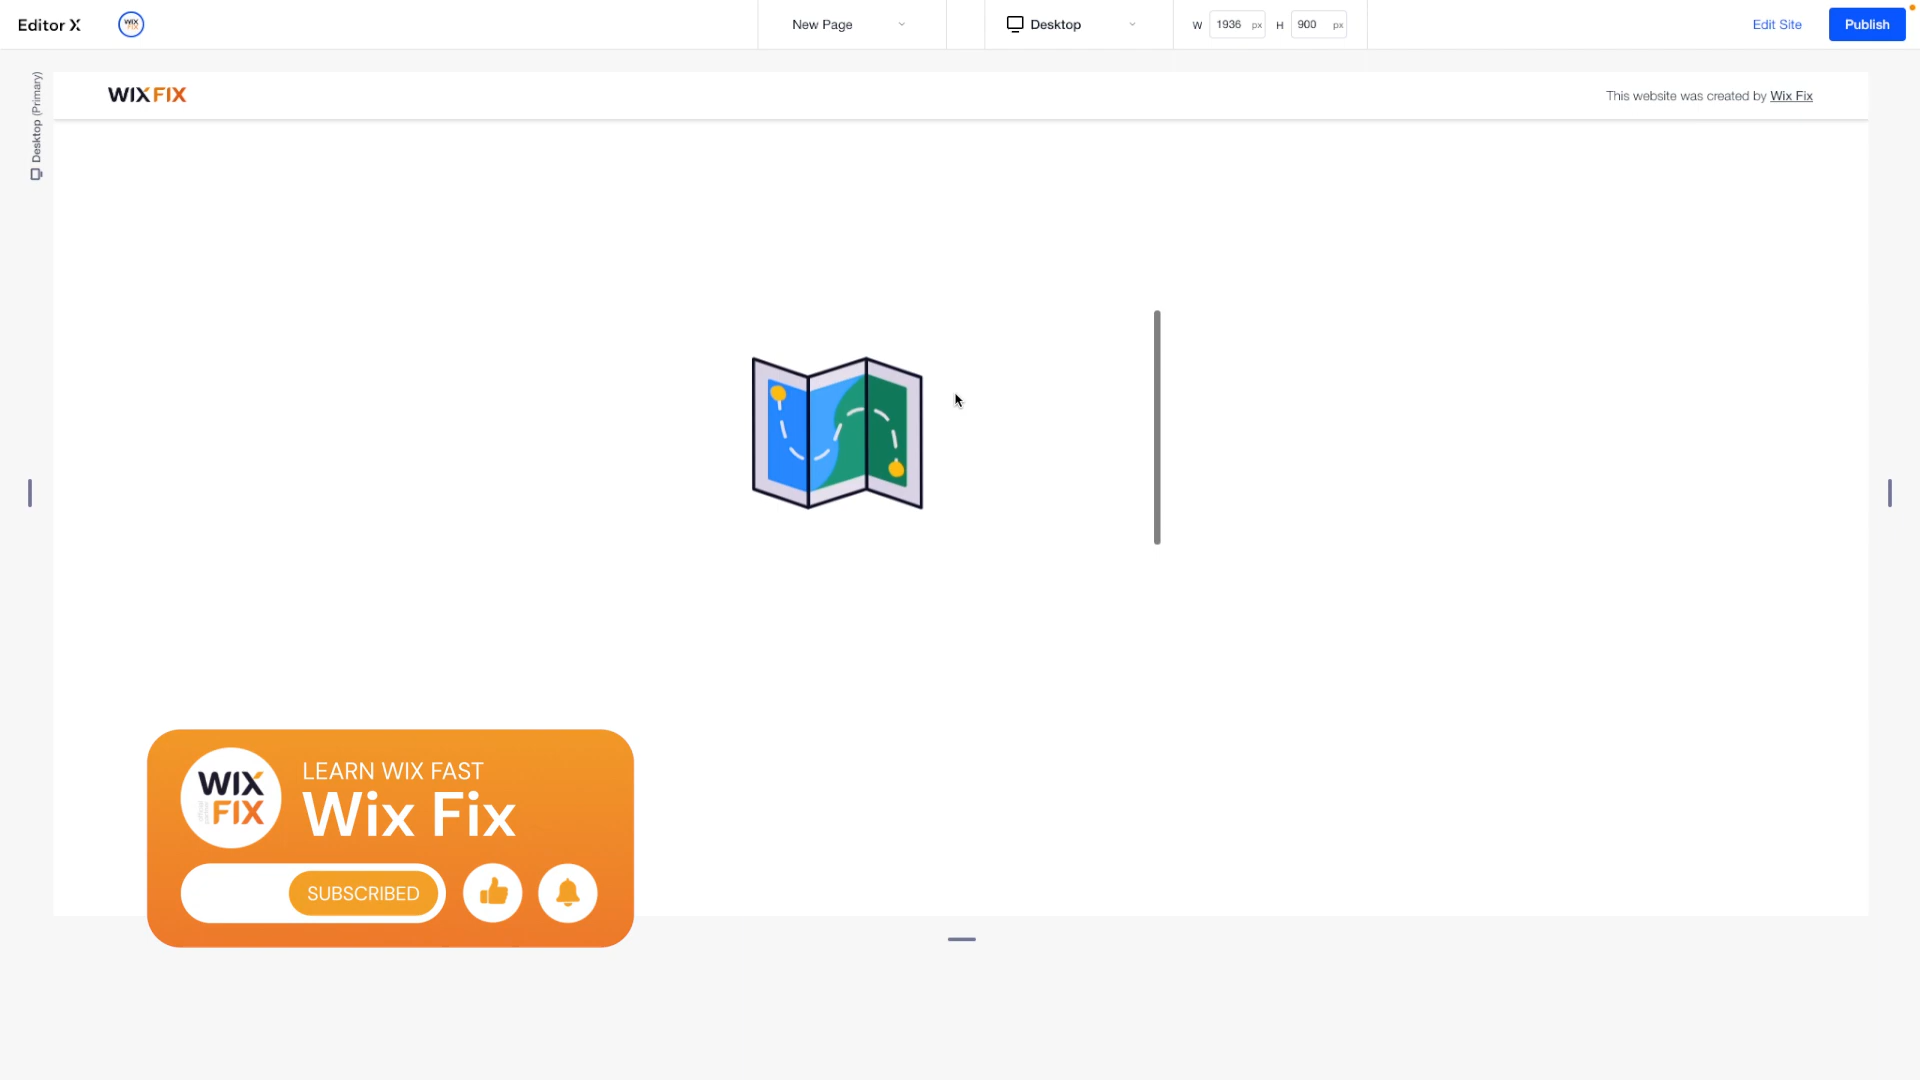 Editor X
WIX
FIX
New Page
Desktop
W 1936 px H 900 px
Edit Site
Publish
Desktop (Primary)
WIXFIX
This website was created by Wix Fix
WIX
FIX
LEARN WIX FAST
Wix Fix
SUBSCRIBED